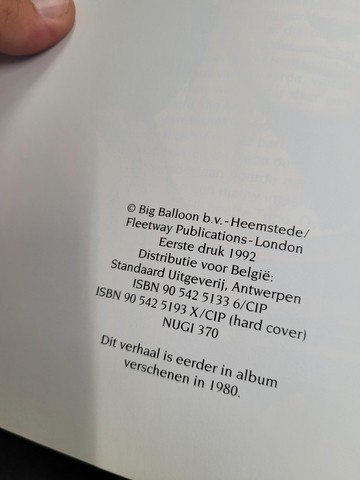 © Big Balloon b.v.-Heemstede/
Fleetway Publications-London
Eerste druk 1992
Distributie voor België:
Standaard Uitgeverij, Antwerpen
ISBN 90 542 5133 6/CIP
ISBN 90 542 5193 X/CIP (hard cover)
NUGI 370
Dit verhaal is eerder in album
verschenen in 1980.